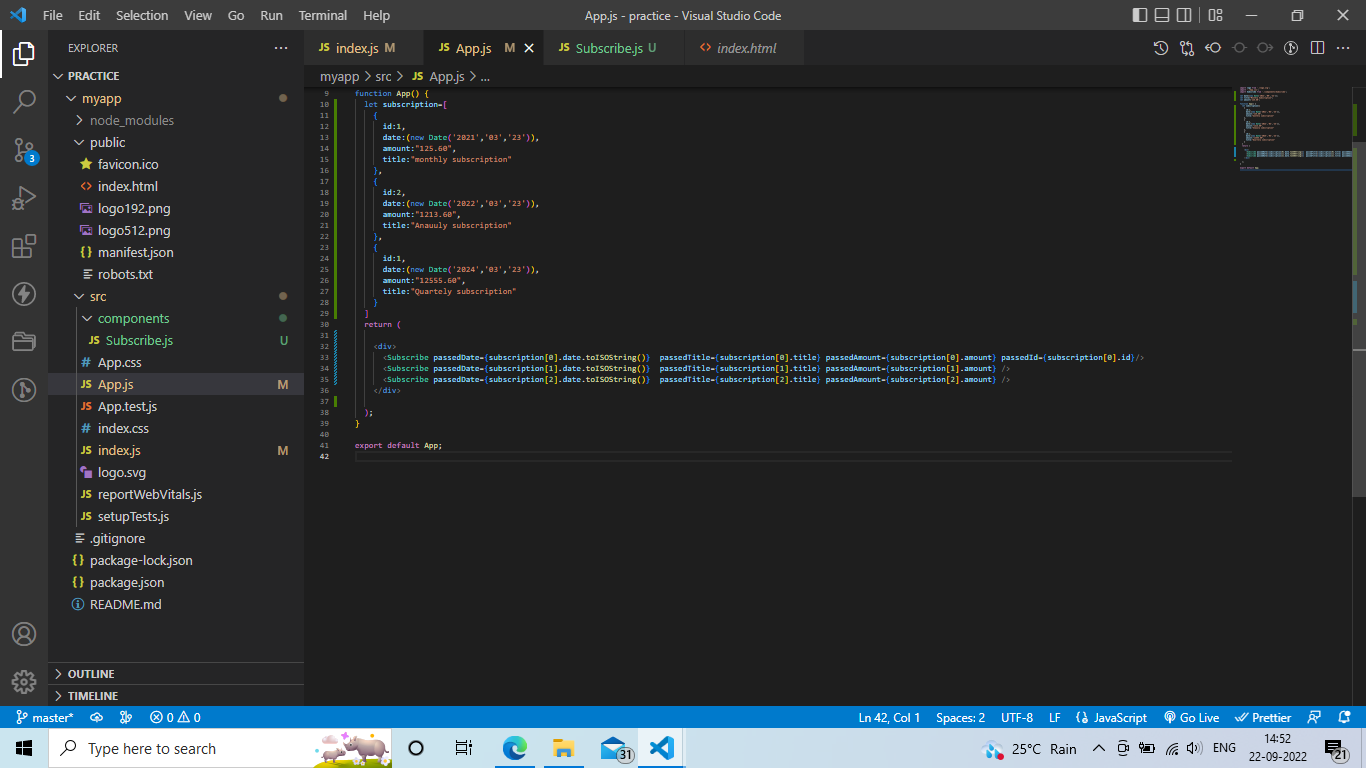 File Edit Selection View Go Run Terminal Help App.js - practice - Visual Studio Code
EXPLORER
PRACTICE
myapp
node_modules
public
favicon.ico
index.html
logo192.png
logo512.png
manifest.json
robots.txt
src
components
Subscribe.js U
App.css
App.js M
App.test.js
index.css
index.js M
logo.svg
reportWebVitals.js
setupTests.js
.gitignore
package-lock.json
package.json
README.md
OUTLINE
TIMELINE
3
index.js M App.js M Subscribe.js U index.html
myapp > src > JS App.js > ...
9 function App() {
10 let subscription=[
11 {
12 id:1,
13 date:(new Date('2021','03','23')),
14 amount:"125.60",
15 title:"monthly subscription"
16 },
17 {
18 id:2,
19 date:(new Date('2022','03','23')),
20 amount:"1213.60",
21 title:"Anauuly subscription"
22 },
23 {
24 id:1,
25 date:(new Date('2024','03','23')),
26 amount:"12555.60",
27 title:"Quartely subscription"
28 }
29 ]
30 return (
31
32 <div>
33 <Subscribe passedDate={subscription[0].date.toISOString()} passedTitle={subscription[0].title} passedAmount={subscription[0].amount} passedId={subscription[0].id}/>
34 <Subscribe passedDate={subscription[1].date.toISOString()} passedTitle={subscription[1].title} passedAmount={subscription[1].amount} />
35 <Subscribe passedDate={subscription[2].date.toISOString()} passedTitle={subscription[2].title} passedAmount={subscription[2].amount} />
36 </div>
37
38 );
39 }
40
41 export default App;
42
master* 0 0 Ln 42, Col 1 Spaces: 2 UTF-8 LF JavaScript Go Live Prettier
Type here to search 31 25°C Rain ENG 14:52
22-09-2022 21